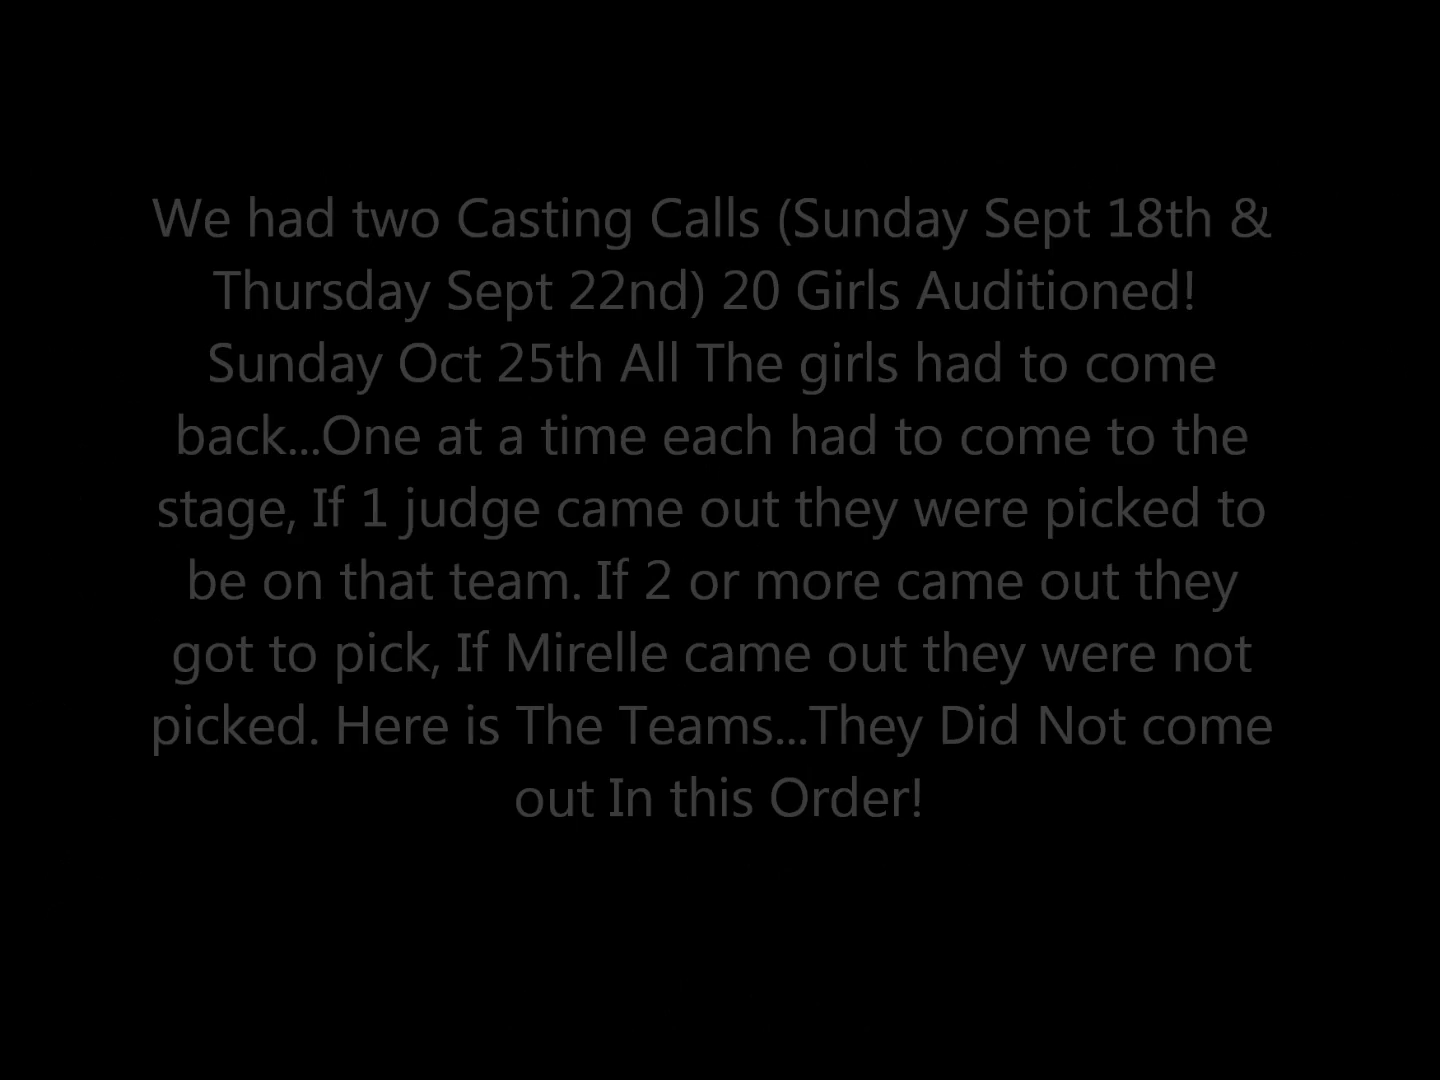 We had two Casting Calls (Sunday Sept 18th &
Thursday Sept 22nd) 20 Girls Auditioned!
Sunday Oct 25th All The girls had to come
back...One at a time each had to come to the
stage, If 1 judge came out they were picked to
be on that team. If 2 or more came out they
got to pick, If Mirelle came out they were not
picked. Here is The Teams...They Did Not come
out In this Order!